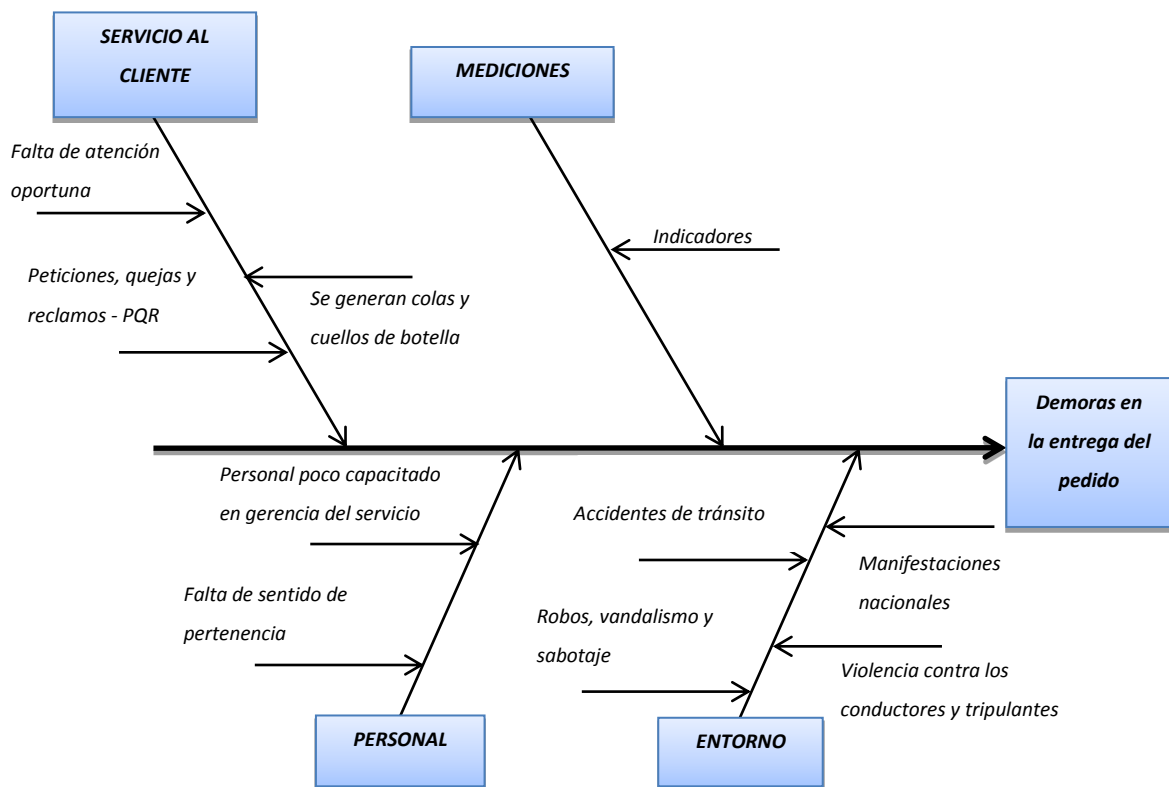 SERVICIO AL
CLIENTE
MEDICIONES
Falta de atención
oportuna
Indicadores
Peticiones, quejas y
reclamos - PQR
Se generan colas y
cuellos de botella
Demoras en
la entrega del
pedido
Personal poco capacitado
en gerencia del servicio
Accidentes de tránsito
Manifestaciones
nacionales
Falta de sentido de
pertenencia
Robos, vandalismo y
sabotaje
Violencia contra los
conductores y tripulantes
PERSONAL
ENTORNO